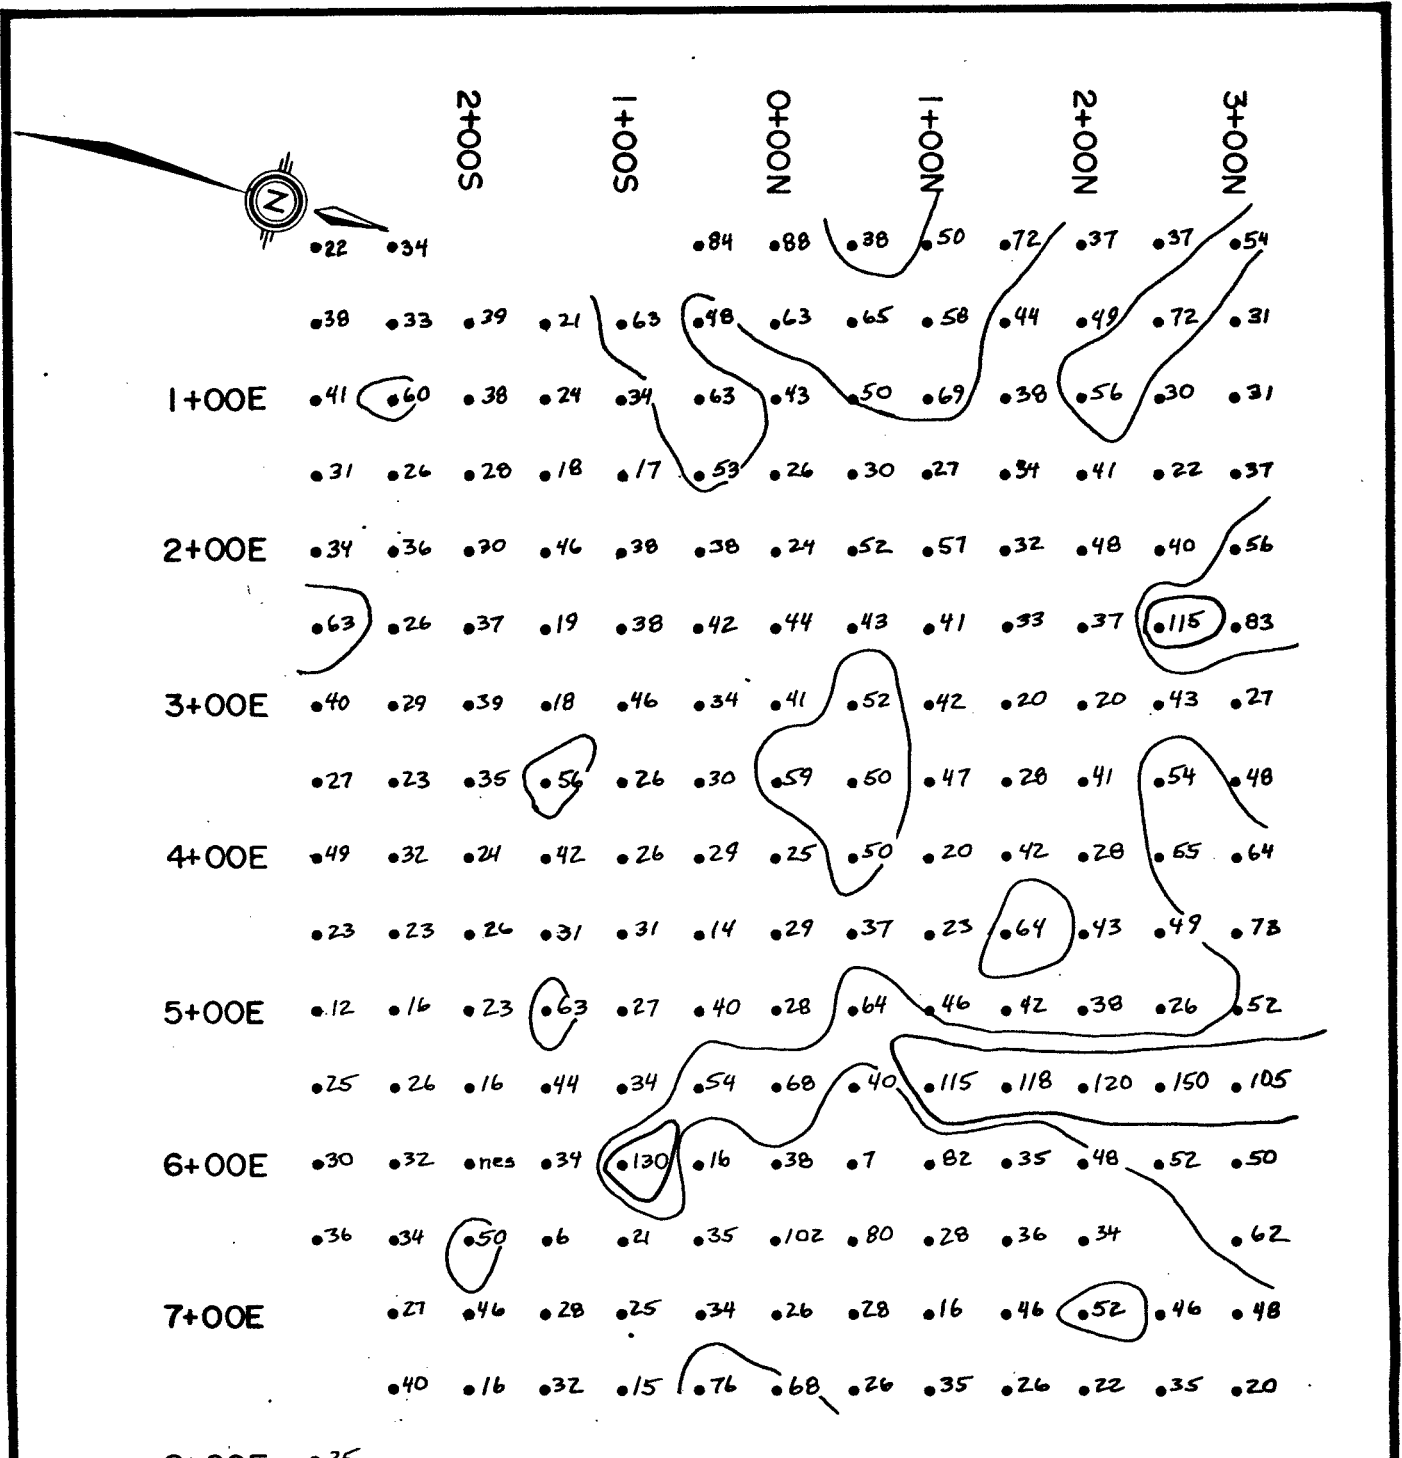 2+00S 1+00S 0+00N 1+00N 2+00N 3+00N
N
22 34 84 88 38 50 72 37 37 54
38 33 39 21 63 48 63 65 58 44 49 72 31
1+00E 41 60 38 24 34 63 43 50 69 38 56 30 31
31 26 28 18 17 53 26 30 27 34 41 22 37
2+00E 34 36 30 46 38 38 24 52 57 32 48 40 56
63 26 37 19 38 42 44 43 41 33 37 115 83
3+00E 40 29 39 18 46 34 41 52 42 20 20 43 27
27 23 35 56 26 30 59 50 47 28 41 54 48
4+00E 49 32 24 42 26 29 25 50 20 42 28 65 64
23 23 26 31 31 14 29 37 23 64 43 49 73
5+00E 12 16 23 63 27 40 28 64 46 42 38 26 52
25 26 16 44 34 54 68 40 115 118 120 150 105
6+00E 30 32 nes 34 130 16 38 7 82 35 48 52 50
36 34 50 6 21 35 102 80 28 36 34 62
7+00E 27 46 28 25 34 26 28 16 46 52 46 48
40 16 32 15 76 68 26 35 26 22 35 20